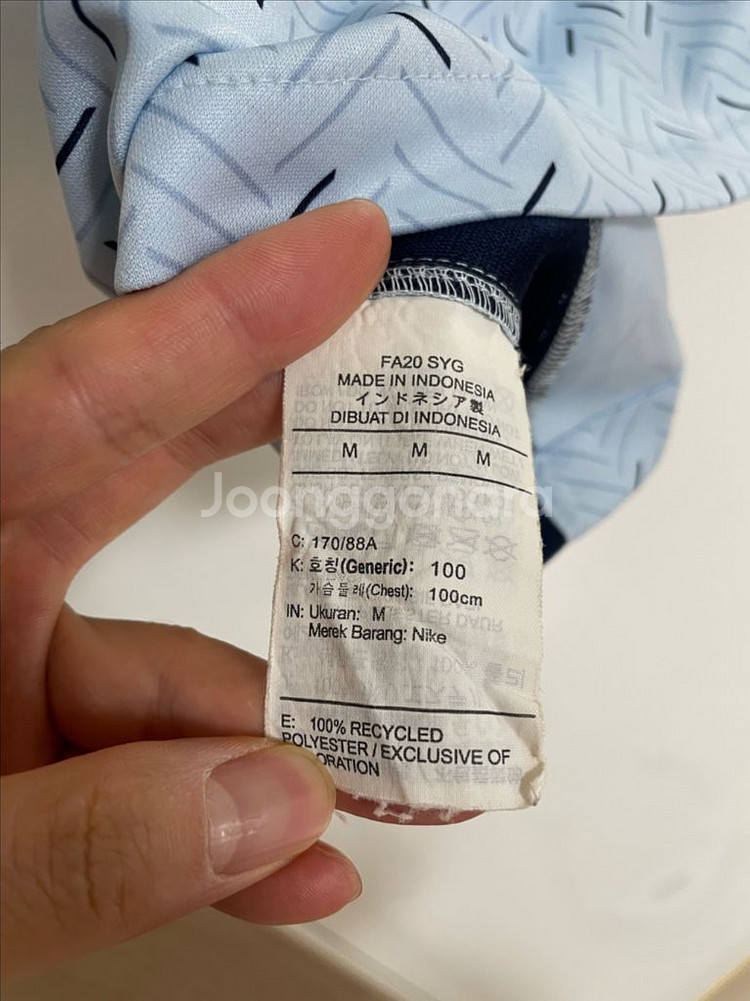 FA20 SYG
MADE IN INDONESIA
インドネシア製
DIBUAT DI INDONESIA
M M M
Joonggonara
C: 170/88A
K: 호칭(Generic): 100
가슴둘레(Chest): 100cm
IN: Ukuran: M
Merek Barang: Nike
E: 100% RECYCLED
POLYESTER / EXCLUSIVE OF
ORATION